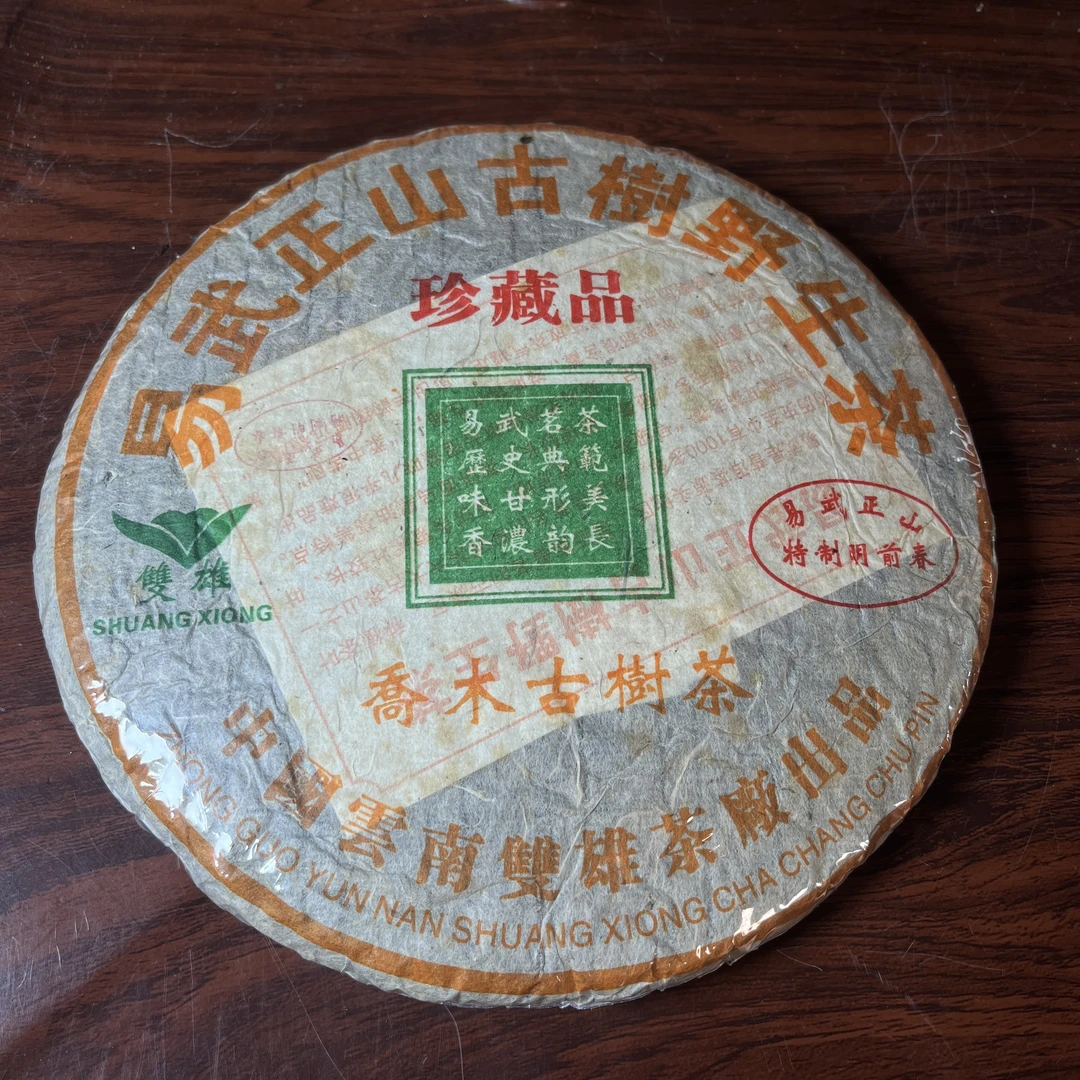 易武正山古樹野生茶
珍藏品
易武茗茶
歷史典範
味甘形美
香濃韵長
雙雄
SHUANG XIONG
易武正山
特制明前春
喬木古樹茶
中國雲南雙雄茶廠出品
ZHONG GUO YUN NAN SHUANG XIONG CHA CHANG CHU PIN